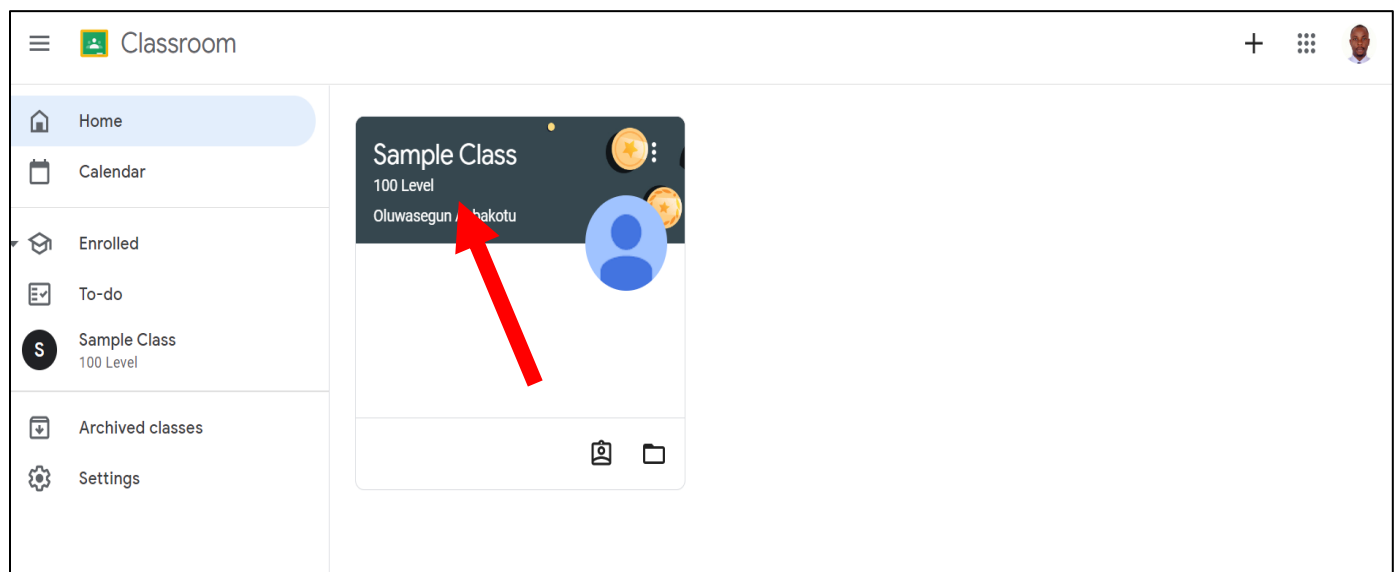 Classroom
Home
Calendar
Enrolled
To-do
S
Sample Class
100 Level
Archived classes
Settings
Sample Class
100 Level
Oluwasegun